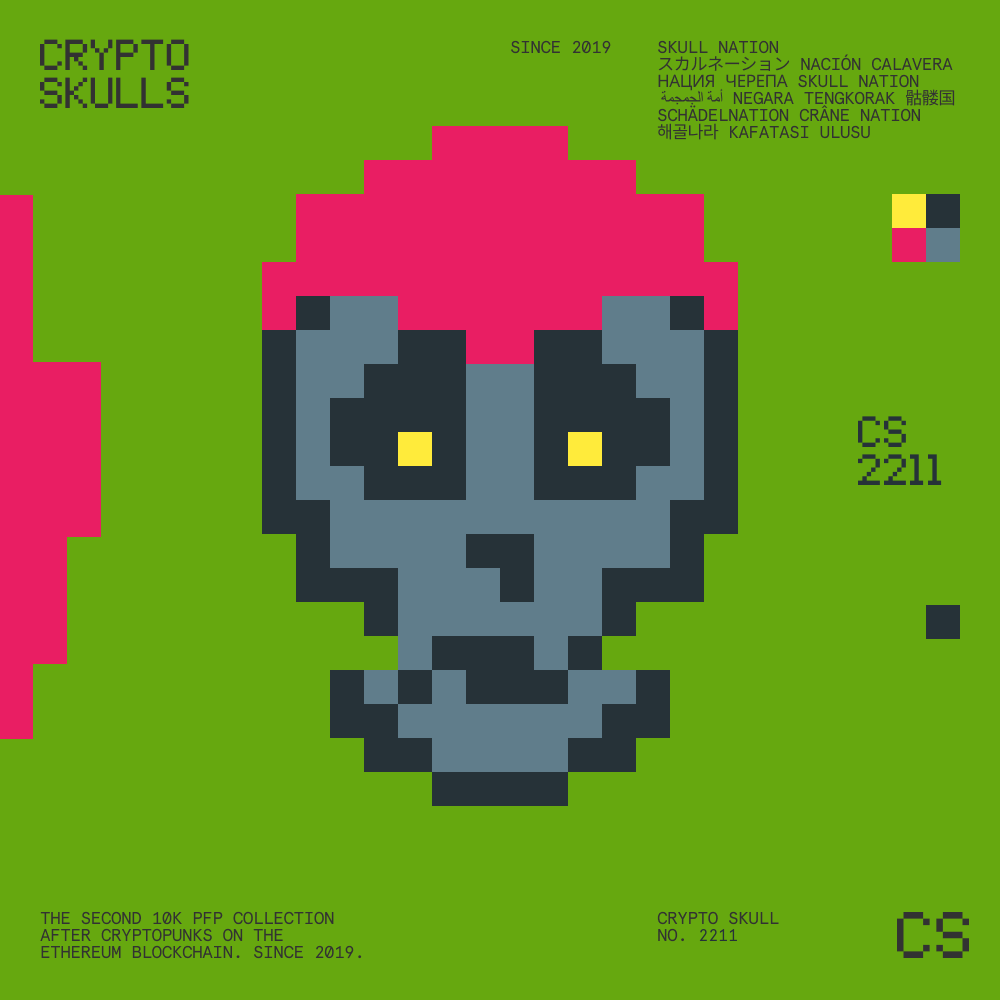 CRYPTO
SKULLS
SINCE 2019
SKULL NATION
スカルネーション NACIÓN CALAVERA
НАЦИЯ ЧЕРЕПА SKULL NATION
أمة الجمجمة NEGARA TENGKORAK 骷髅国
SCHÄDELNATION CRÂNE NATION
해골나라 KAFATASI ULUSU
CS
2211
THE SECOND 10K PFP COLLECTION
AFTER CRYPTOPUNKS ON THE
ETHEREUM BLOCKCHAIN. SINCE 2019.
CRYPTO SKULL
NO. 2211
CS